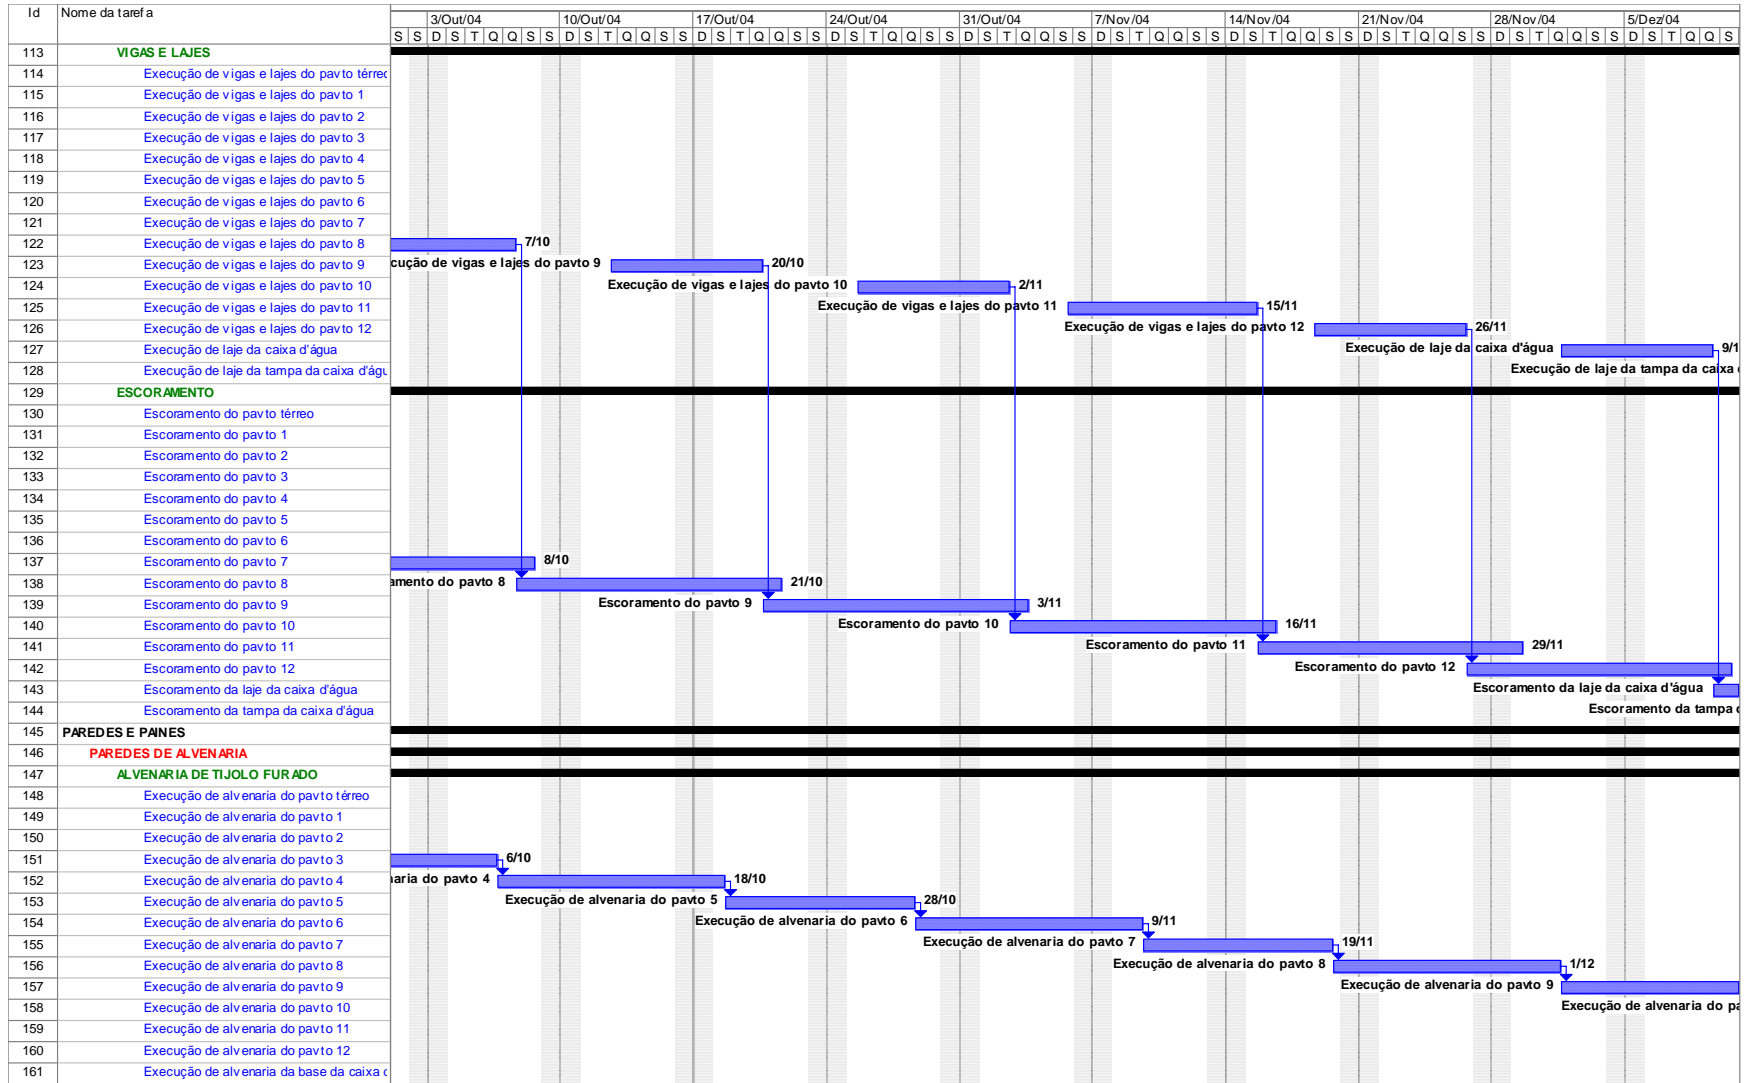 Id Nome da tarefa 3/Out/04 10/Out/04 17/Out/04 24/Out/04 31/Out/04 7/Nov/04 14/Nov/04 21/Nov/04 28/Nov/04 5/Dez/04
S S D S T Q Q S S D S T Q Q S S D S T Q Q S S D S T Q Q S S D S T Q Q S S D S T Q Q S S D S T Q Q S S D S T Q Q S S D S T Q Q S S D S T Q Q S
113 VIGAS E LAJES
114 Execução de vigas e lajes do pavto térreo
115 Execução de vigas e lajes do pavto 1
116 Execução de vigas e lajes do pavto 2
117 Execução de vigas e lajes do pavto 3
118 Execução de vigas e lajes do pavto 4
119 Execução de vigas e lajes do pavto 5
120 Execução de vigas e lajes do pavto 6
121 Execução de vigas e lajes do pavto 7
122 Execução de vigas e lajes do pavto 8 7/10
123 Execução de vigas e lajes do pavto 9 cução de vigas e lajes do pavto 9 20/10
124 Execução de vigas e lajes do pavto 10 Execução de vigas e lajes do pavto 10 2/11
125 Execução de vigas e lajes do pavto 11 Execução de vigas e lajes do pavto 11 15/11
126 Execução de vigas e lajes do pavto 12 Execução de vigas e lajes do pavto 12 26/11
127 Execução de laje da caixa d'água Execução de laje da caixa d'água 9/1
128 Execução de laje da tampa da caixa d'águ Execução de laje da tampa da caixa
129 ESCORAMENTO
130 Escoramento do pavto térreo
131 Escoramento do pavto 1
132 Escoramento do pavto 2
133 Escoramento do pavto 3
134 Escoramento do pavto 4
135 Escoramento do pavto 5
136 Escoramento do pavto 6
137 Escoramento do pavto 7 8/10
138 Escoramento do pavto 8 amento do pavto 8 21/10
139 Escoramento do pavto 9 Escoramento do pavto 9 3/11
140 Escoramento do pavto 10 Escoramento do pavto 10 16/11
141 Escoramento do pavto 11 Escoramento do pavto 11 29/11
142 Escoramento do pavto 12 Escoramento do pavto 12
143 Escoramento da laje da caixa d'água Escoramento da laje da caixa d'água
144 Escoramento da tampa da caixa d'água Escoramento da tampa
145 PAREDES E PAINES
146 PAREDES DE ALVENARIA
147 ALVENARIA DE TIJOLO FURADO
148 Execução de alvenaria do pavto térreo
149 Execução de alvenaria do pavto 1
150 Execução de alvenaria do pavto 2
151 Execução de alvenaria do pavto 3 6/10
152 Execução de alvenaria do pavto 4 naria do pavto 4 18/10
153 Execução de alvenaria do pavto 5 Execução de alvenaria do pavto 5 28/10
154 Execução de alvenaria do pavto 6 Execução de alvenaria do pavto 6 9/11
155 Execução de alvenaria do pavto 7 Execução de alvenaria do pavto 7 19/11
156 Execução de alvenaria do pavto 8 Execução de alvenaria do pavto 8 1/12
157 Execução de alvenaria do pavto 9 Execução de alvenaria do pavto 9
158 Execução de alvenaria do pavto 10 Execução de alvenaria do pa
159 Execução de alvenaria do pavto 11
160 Execução de alvenaria do pavto 12
161 Execução de alvenaria da base da caixa